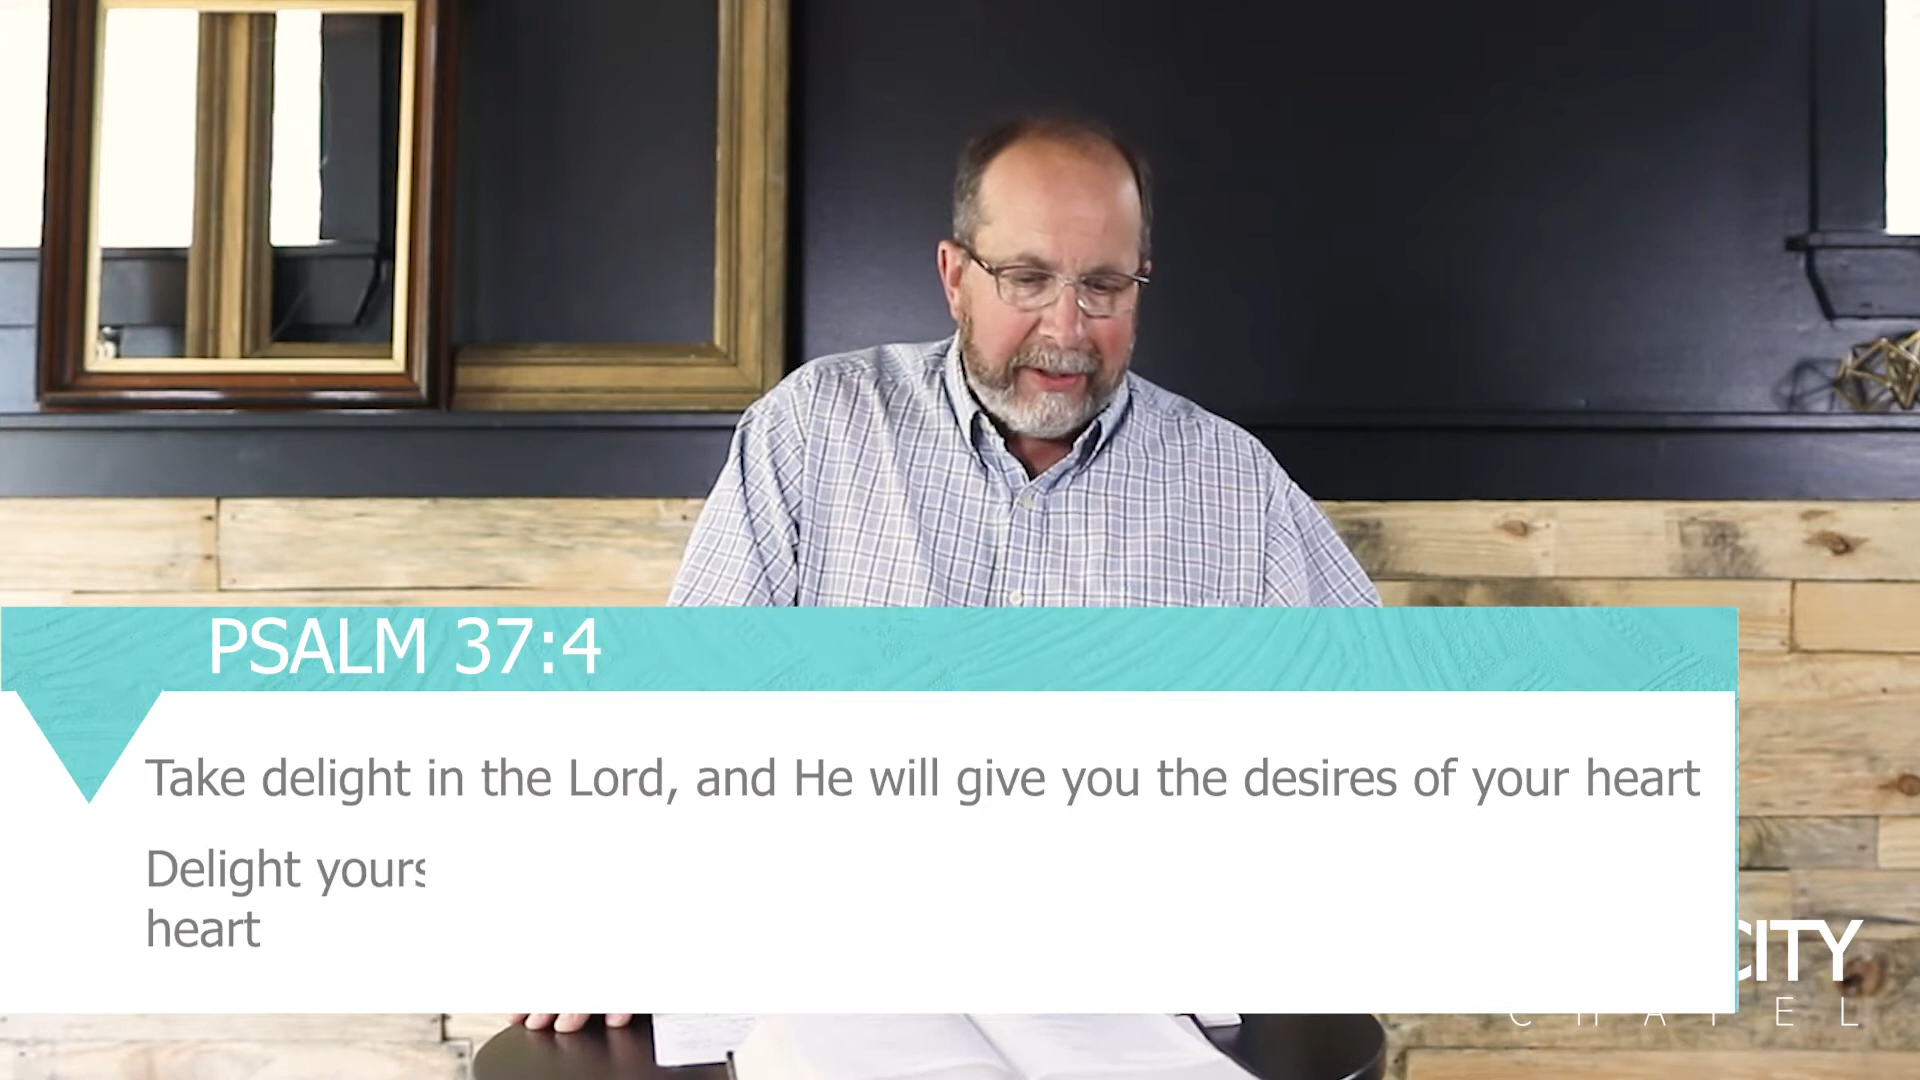 PSALM 37:4
Take delight in the Lord, and He will give you the desires of your heart
Delight
heart
CITY